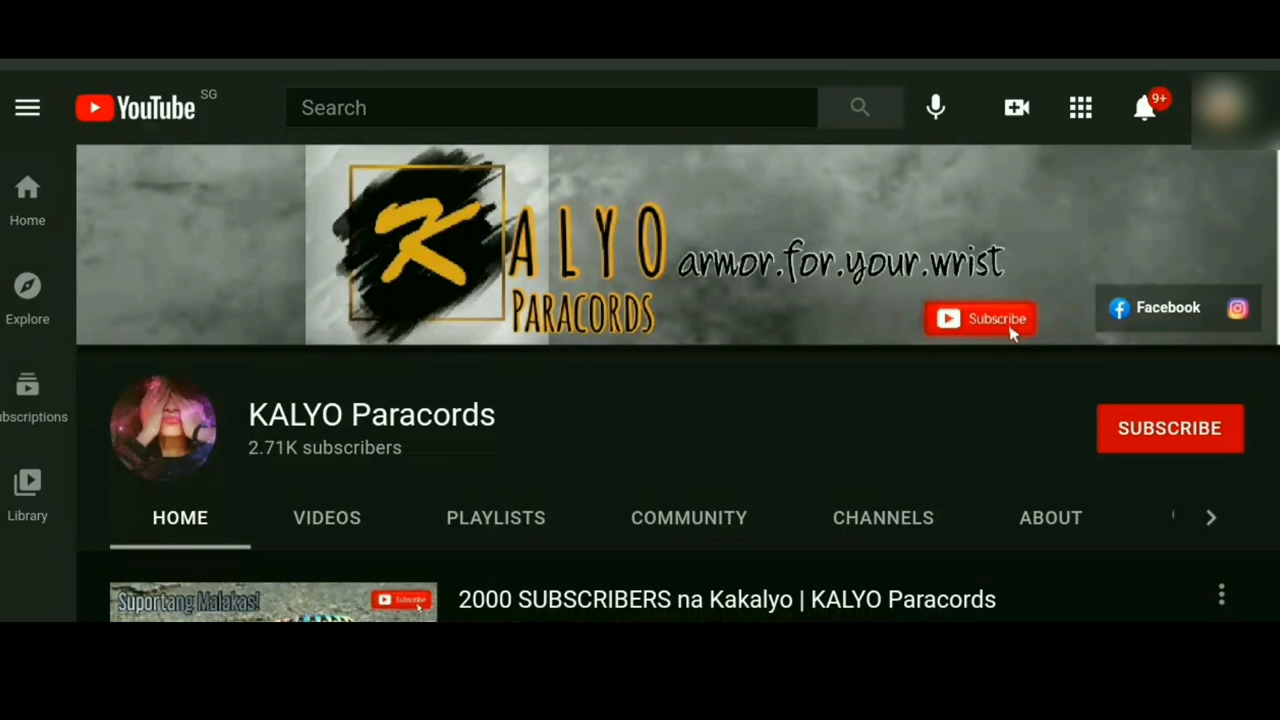 YouTube SG
Search
9+
Home
Explore
bscriptions
Library
KALYO
PARACORDS
armor.for.your.wrist
Subscribe
Facebook
KALYO Paracords
2.71K subscribers
SUBSCRIBE
HOME VIDEOS PLAYLISTS COMMUNITY CHANNELS ABOUT
Suportang Malakas!
Subscribe
2000 SUBSCRIBERS na Kakalyo | KALYO Paracords